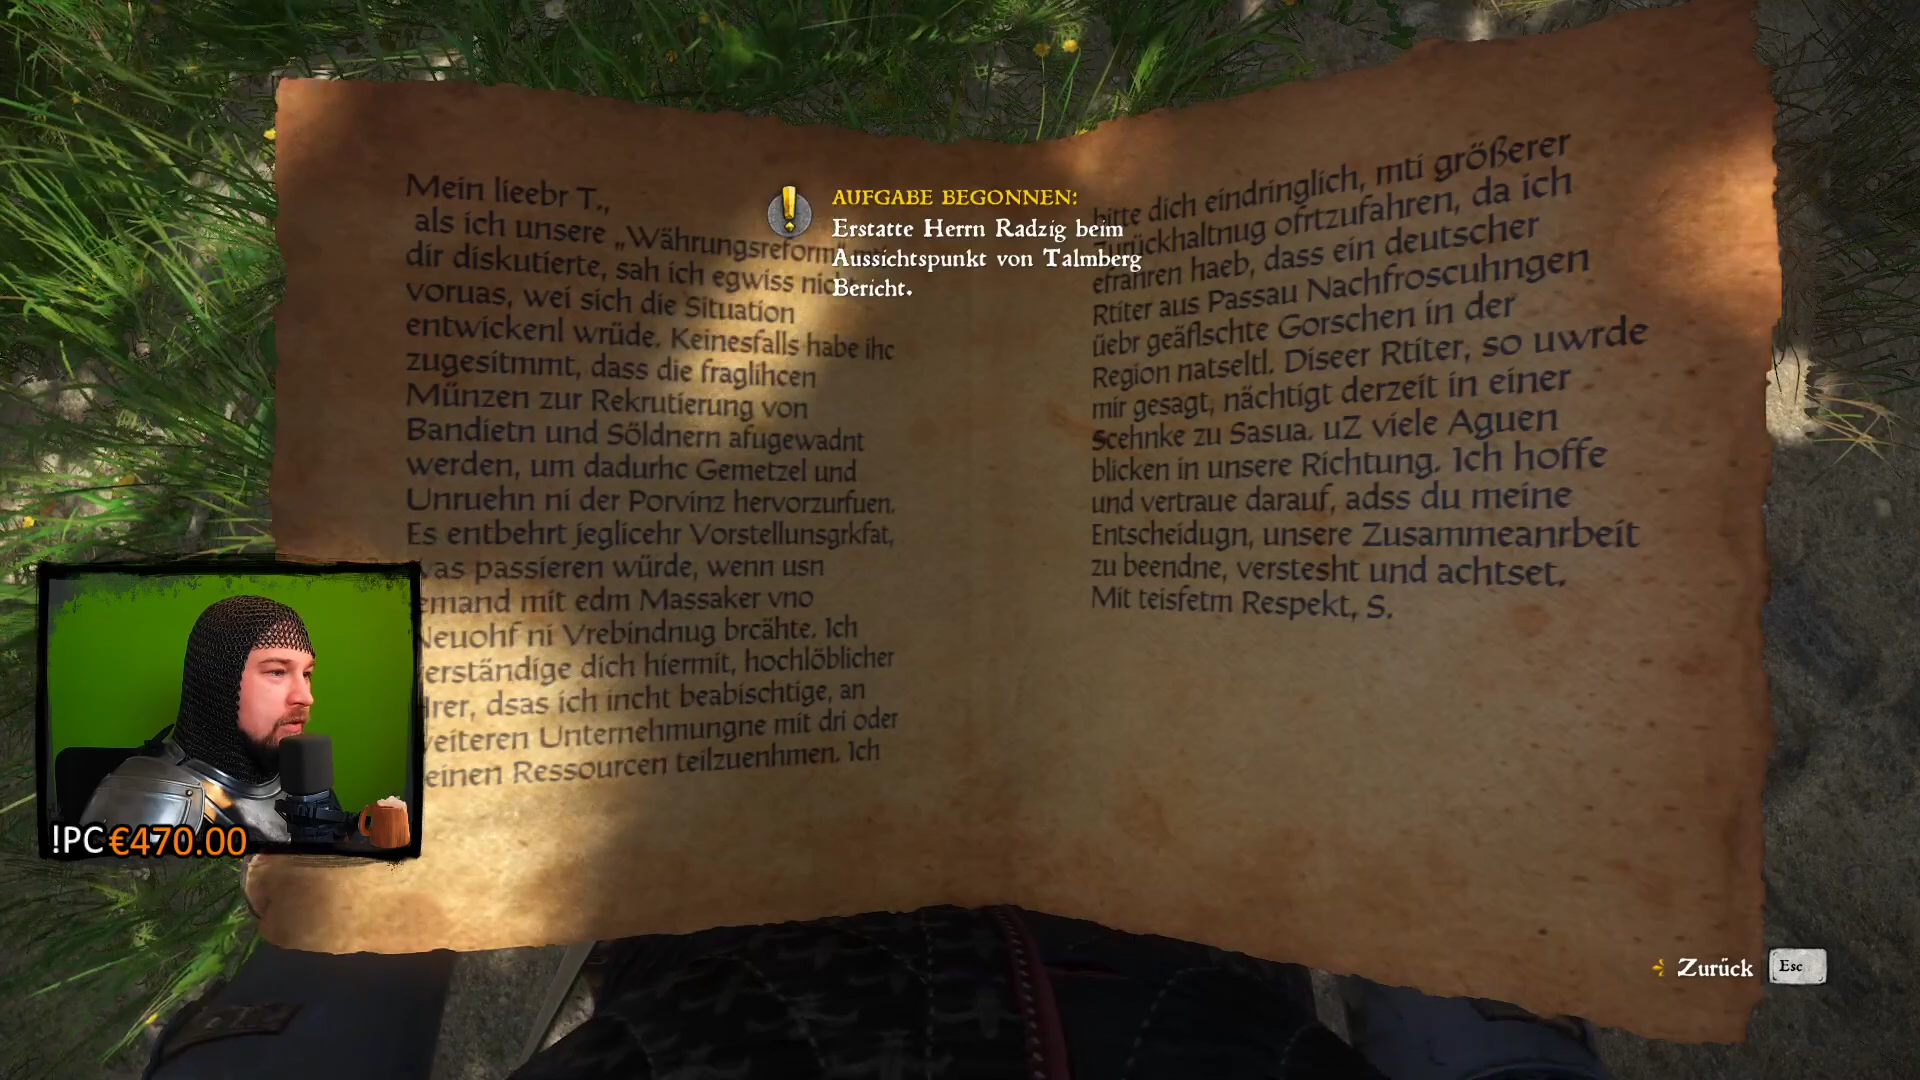 Mein lieebr T.,
als ich unsere „Währungsreform
dir diskutierte, sah ich egwiss
voruas, wei sich die Situation
entwickenl wrüde. Keinesfalls habe ihc
zugesitmmt, dass die fraglihcen
Münzen zur Rekrutierung von
Bandietn und Söldnern afugewadnt
werden, um dadurhc Gemetzel und
Unruehn ni der Porvinz hervorzurfuen.
Es entbehrt jeglicehr Vorstellunsgrkfat,
passieren würde, wenn usn
mit edm Massaker vno
Neuohf ni Vrebindnug brcähte. Ich
dich hiermit, hochlöblicher
dsas ich incht beabischtige, an
Unternehmungne mit dri oder
Ressourcen teilzuenhmen. Ich
AUFGABE BEGONNEN:
Erstatte Herrn Radzig beim
Aussichtspunkt von Talmberg
Bericht.
bitte dich eindringlich, mti größerer
Zurückhaltnug ofrtzufahren, da ich
efrahren haeb, dass ein deutscher
Rtiter aus Passau Nachfroscuhngen
üebr geäflschte Gorschen in der
Region natseltl. Diseer Rtiter, so uwrde
mir gesagt, nächtigt derzeit in einer
Scehnke zu Sasua. uZ viele Aguen
blicken in unsere Richtung. Ich hoffe
und vertraue darauf, adss du meine
Entscheidugn, unsere Zusammeanrbeit
zu beendne, verstesht und achtset.
Mit teisfetm Respekt, S.
!PC €470.00
Zurück Esc